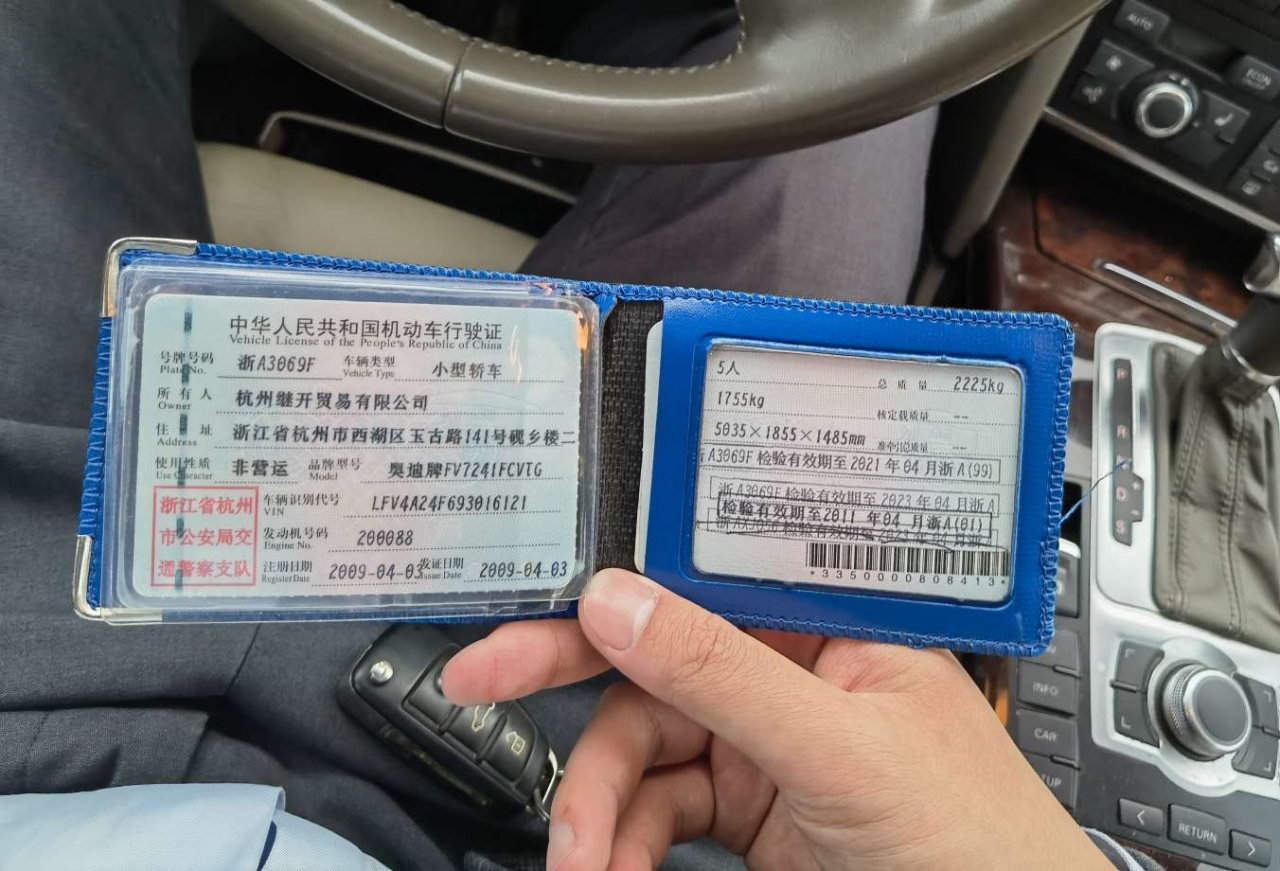 中华人民共和国机动车行驶证
Vehicle License of the People's Republic of China
号牌号码 浙A3069F 车辆类型 小型轿车
Plate No. Vehicle Type
所有人 杭州继开贸易有限公司
Owner
住址 浙江省杭州市西湖区玉古路141号砚乡楼二
Address
使用性质 非营运 品牌型号 奥迪牌FV7241FCVTG
Use Character Model
浙江省杭州
市公安局交
通警察支队
车辆识别代号 LFV4A24F693016121
VIN
发动机号码 200088
Engine No.
注册日期 2009-04-03 发证日期 2009-04-03
Register Date Issue Date
5人 总质量 2225kg
1755kg 核定载质量 --
5035×1855×1485mm 准牵引总质量 --
A3069F 检验有效期至 2021 年 04 月浙A(99)
浙A3069F 检验有效期至 2023 年 04 月浙A
检验有效期至2011 年04 月浙A(01)
*3350000808413*
AUTO
ECON
P
R
N
D
S
INFO
CAR
RETURN